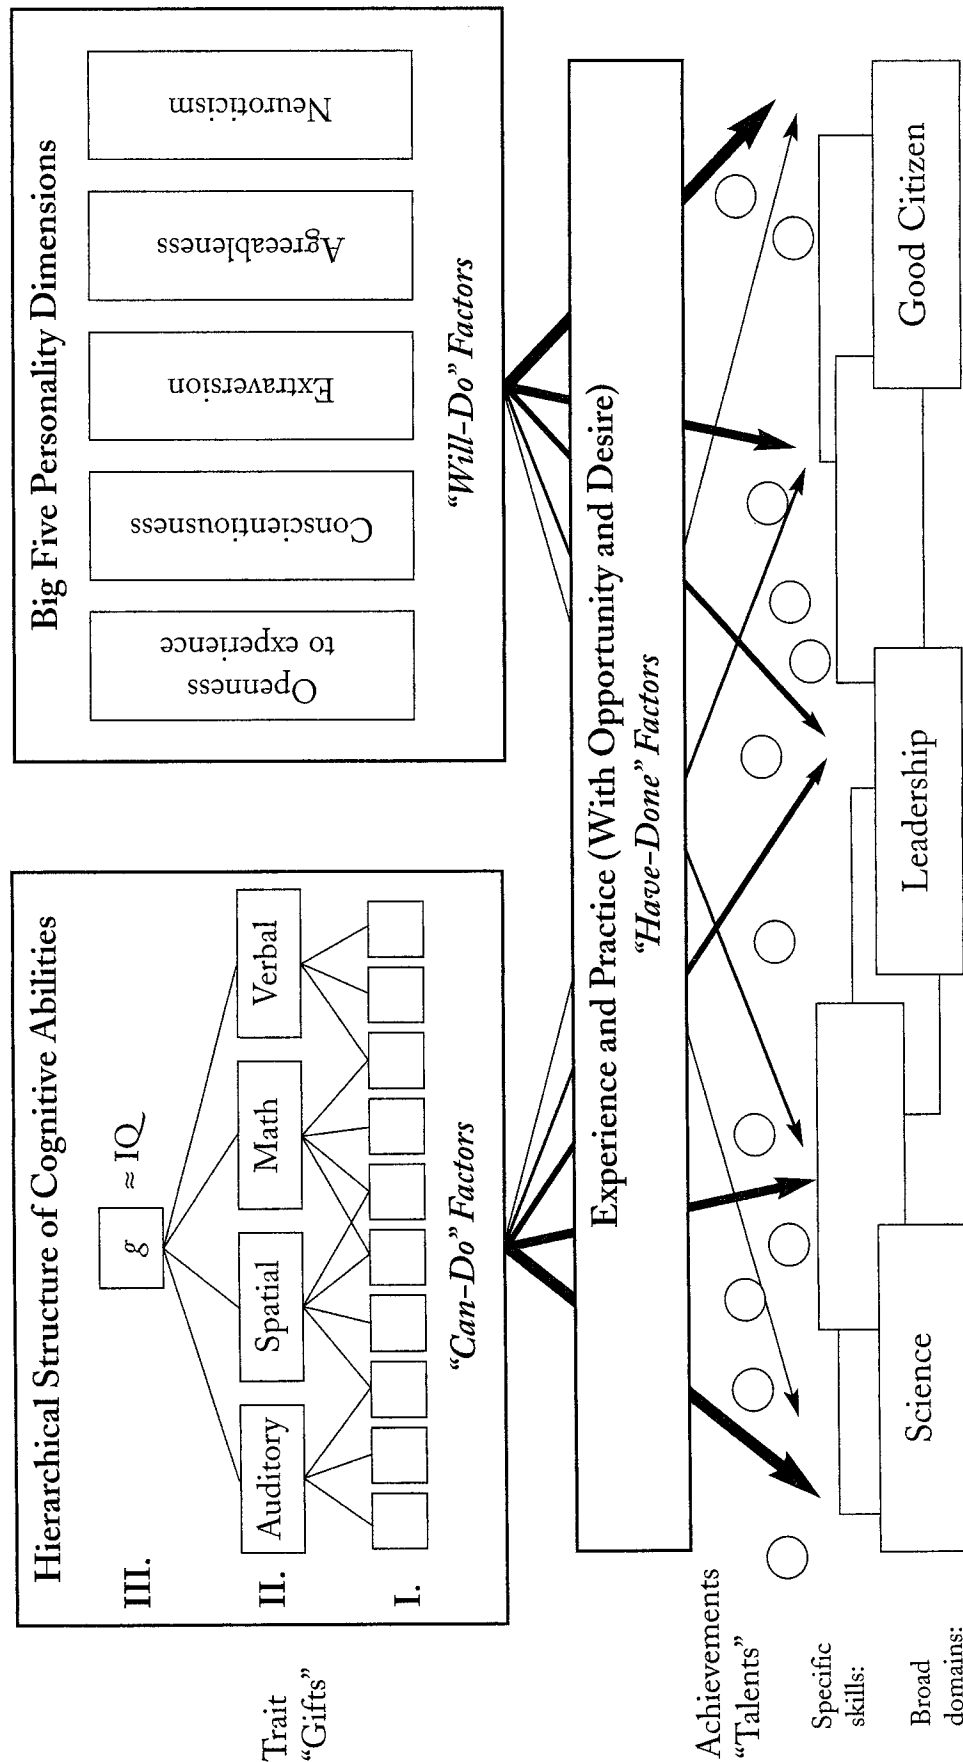 Hierarchical Structure of Cognitive Abilities
III.
g
≈ IQ
II.
Auditory
Spatial
Math
Verbal
I.
"Can-Do" Factors
Big Five Personality Dimensions
Openness
to experience
Conscientiousness
Extraversion
Agreeableness
Neuroticism
"Will-Do" Factors
Trait
"Gifts"
Experience and Practice (With Opportunity and Desire)
"Have-Done" Factors
Achievements
"Talents"
Specific
skills:
Broad
domains:
Science
Leadership
Good Citizen